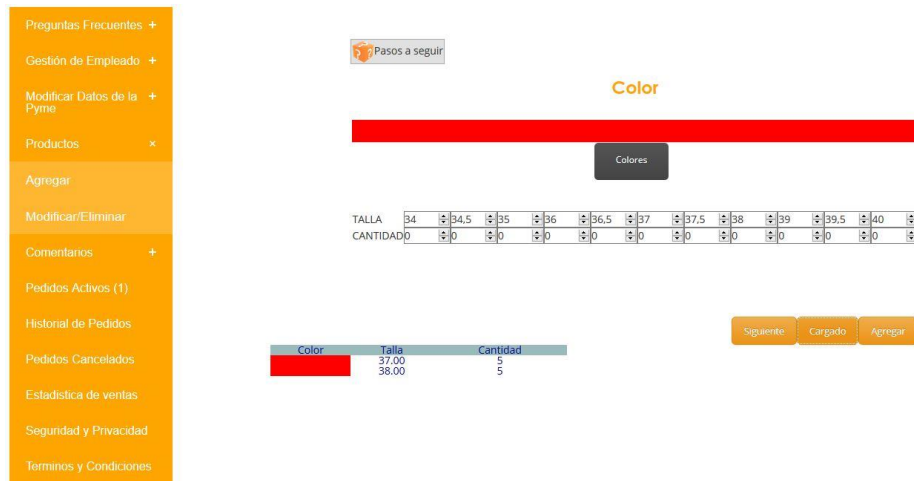 Preguntas Frecuentes +
Gestión de Empleado +
Modificar Datos de la +
Pyme
Productos ×
Agregar
Modificar/Eliminar
Comentarios +
Pedidos Activos (1)
Historial de Pedidos
Pedidos Cancelados
Estadistica de ventas
Seguridad y Privacidad
Terminos y Condiciones
Pasos a seguir
Color
Colores
TALLA 34 34,5 35 36 36,5 37 37,5 38 39 39,5 40
CANTIDAD 0 0 0 0 0 0 0 0 0 0 0
Siguiente Cargado Agregar
Color Talla Cantidad
37.00 5
38.00 5